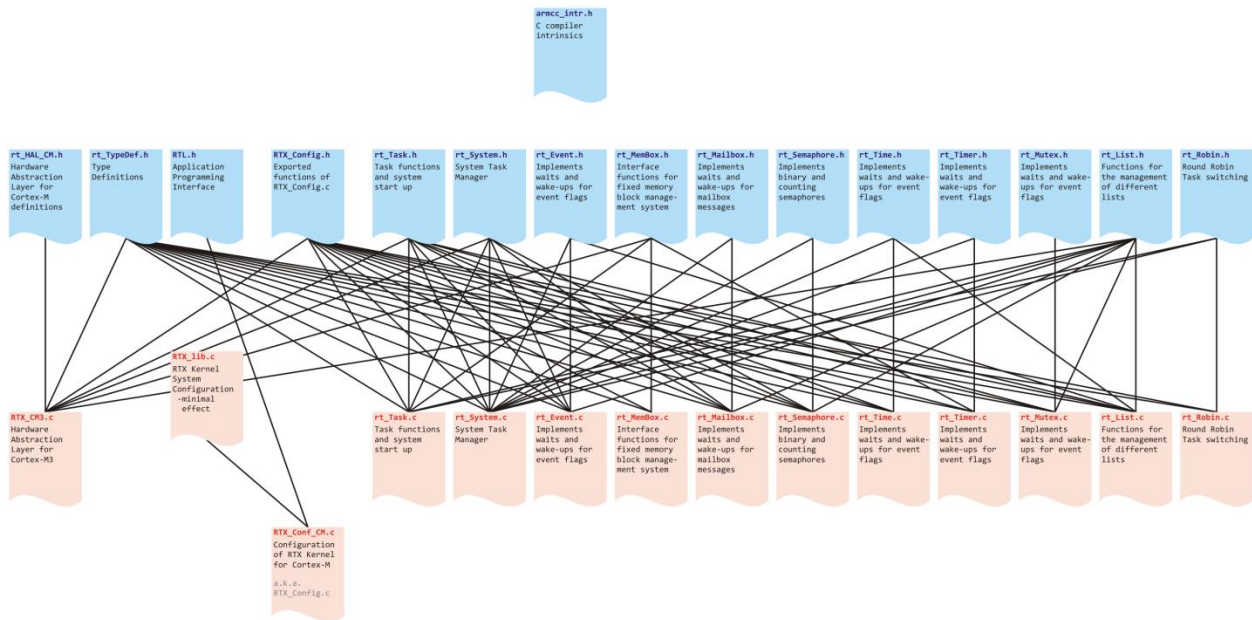 armcc_intr.h
C compiler
intrinsics
rt_HAL_CM.h
Hardware
Abstraction
Layer for
Cortex-M
definitions
rt_TypeDef.h
Type
Definitions
RTL.h
Application
Programming
Interface
RTX_Config.h
Exported
functions of
RTX_Config.c
rt_Task.h
Task functions
and system
start up
rt_System.h
System Task
Manager
rt_Event.h
Implements
waits and
wake-ups for
event flags
rt_MemBox.h
Interface
functions for
fixed memory
block manage-
ment system
rt_Mailbox.h
Implements
waits and
wake-ups for
mailbox
messages
rt_Semaphore.h
Implements
binary and
counting
semaphores
rt_Time.h
Implements
waits and wake-
ups for event
flags
rt_Timer.h
Implements
waits and wake-
ups for event
flags
rt_Mutex.h
Implements
waits and wake-
ups for event
flags
rt_List.h
Functions for
the management
of different
lists
rt_Robin.h
Round Robin
Task switching
RTX_lib.c
RTX Kernel
System
Configuration
-minimal
effect
RTX_CM3.c
Hardware
Abstraction
Layer for
Cortex-M3
rt_Task.c
Task functions
and system
start up
rt_System.c
System Task
Manager
rt_Event.c
Implements
waits and
wake-ups for
event flags
rt_MemBox.c
Interface
functions for
fixed memory
block manage-
ment system
rt_Mailbox.c
Implements
waits and
wake-ups for
mailbox
messages
rt_Semaphore.c
Implements
binary and
counting
semaphores
rt_Time.c
Implements
waits and wake-
ups for event
flags
rt_Timer.c
Implements
waits and wake-
ups for event
flags
rt_Mutex.c
Implements
waits and wake-
ups for event
flags
rt_List.c
Functions for
the management
of different
lists
rt_Robin.c
Round Robin
Task switching
RTX_Conf_CM.c
Configuration
of RTX Kernel
for Cortex-M
a.k.a.
RTX_Config.c